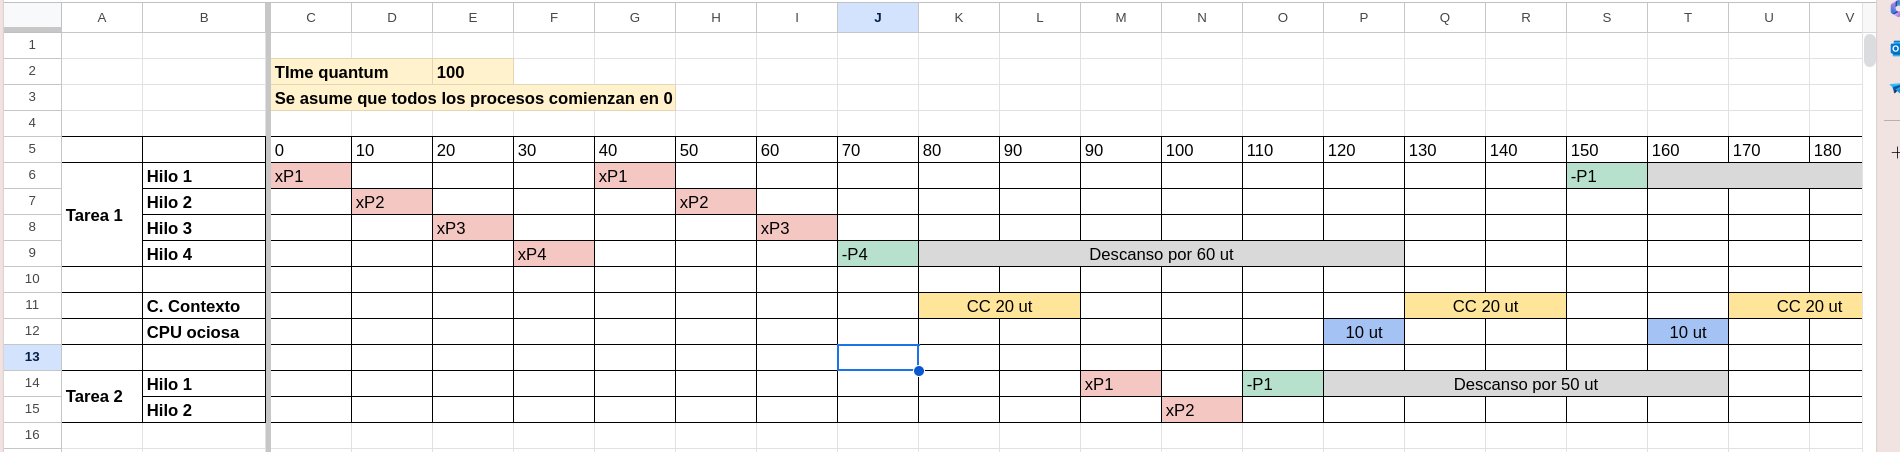 A B C D E F G H I J K L M N O P Q R S T U V
1
2 TIme quantum 100
3 Se asume que todos los procesos comienzan en 0
4
5 0 10 20 30 40 50 60 70 80 90 90 100 110 120 130 140 150 160 170 180
6 Hilo 1 xP1 xP1 -P1
Tarea 1
7 Hilo 2 xP2 xP2
8 Hilo 3 xP3 xP3
9 Hilo 4 xP4 -P4 Descanso por 60 ut
10
11 C. Contexto CC 20 ut CC 20 ut CC 20 ut
12 CPU ociosa 10 ut 10 ut
13
14 Hilo 1 xP1 -P1 Descanso por 50 ut
Tarea 2
15 Hilo 2 xP2
16